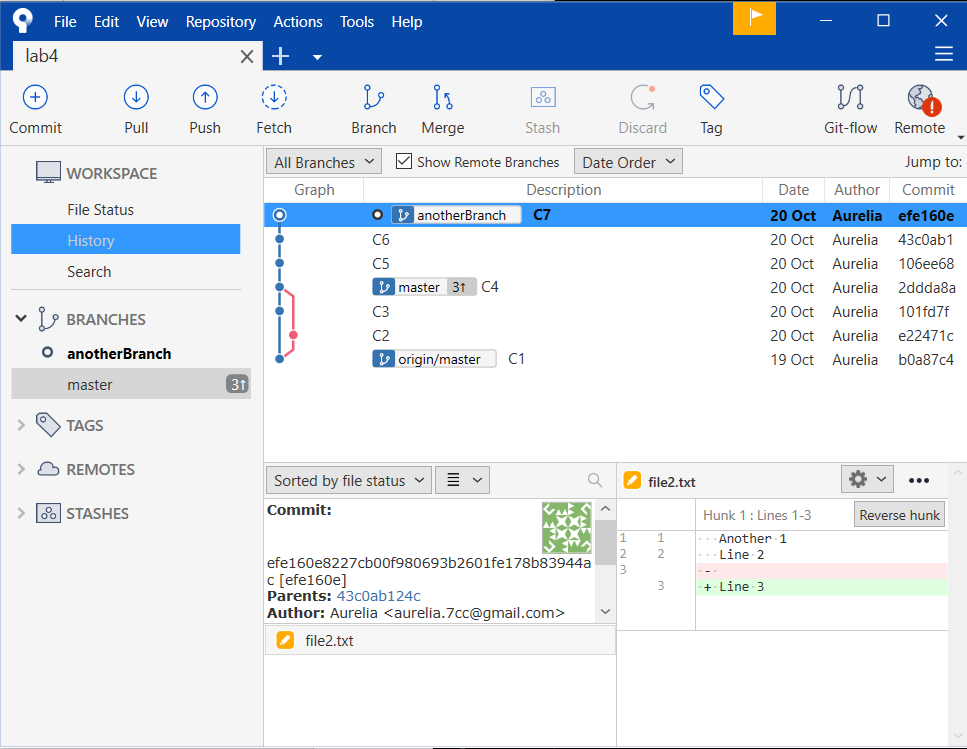 File Edit View Repository Actions Tools Help
lab4
Commit Pull Push Fetch Branch Merge Stash Discard Tag Git-flow Remote
WORKSPACE
File Status
History
Search
BRANCHES
anotherBranch
master 3↑
TAGS
REMOTES
STASHES
All Branches Show Remote Branches Date Order Jump to:
Graph Description Date Author Commit
anotherBranch C7 20 Oct Aurelia efe160e
C6 20 Oct Aurelia 43c0ab1
C5 20 Oct Aurelia 106ee68
master 3↑ C4 20 Oct Aurelia 2ddda8a
C3 20 Oct Aurelia 101fd7f
C2 20 Oct Aurelia e22471c
origin/master C1 19 Oct Aurelia b0a87c4
Sorted by file status
Commit:
efe160e8227cb00f980693b2601fe178b83944a
c [efe160e]
Parents: 43c0ab124c
Author: Aurelia <aurelia.7cc@gmail.com>
file2.txt
file2.txt
Hunk 1 : Lines 1-3 Reverse hunk
1 1 Another·1
2 2 Line·2
3 -
3 + Line·3